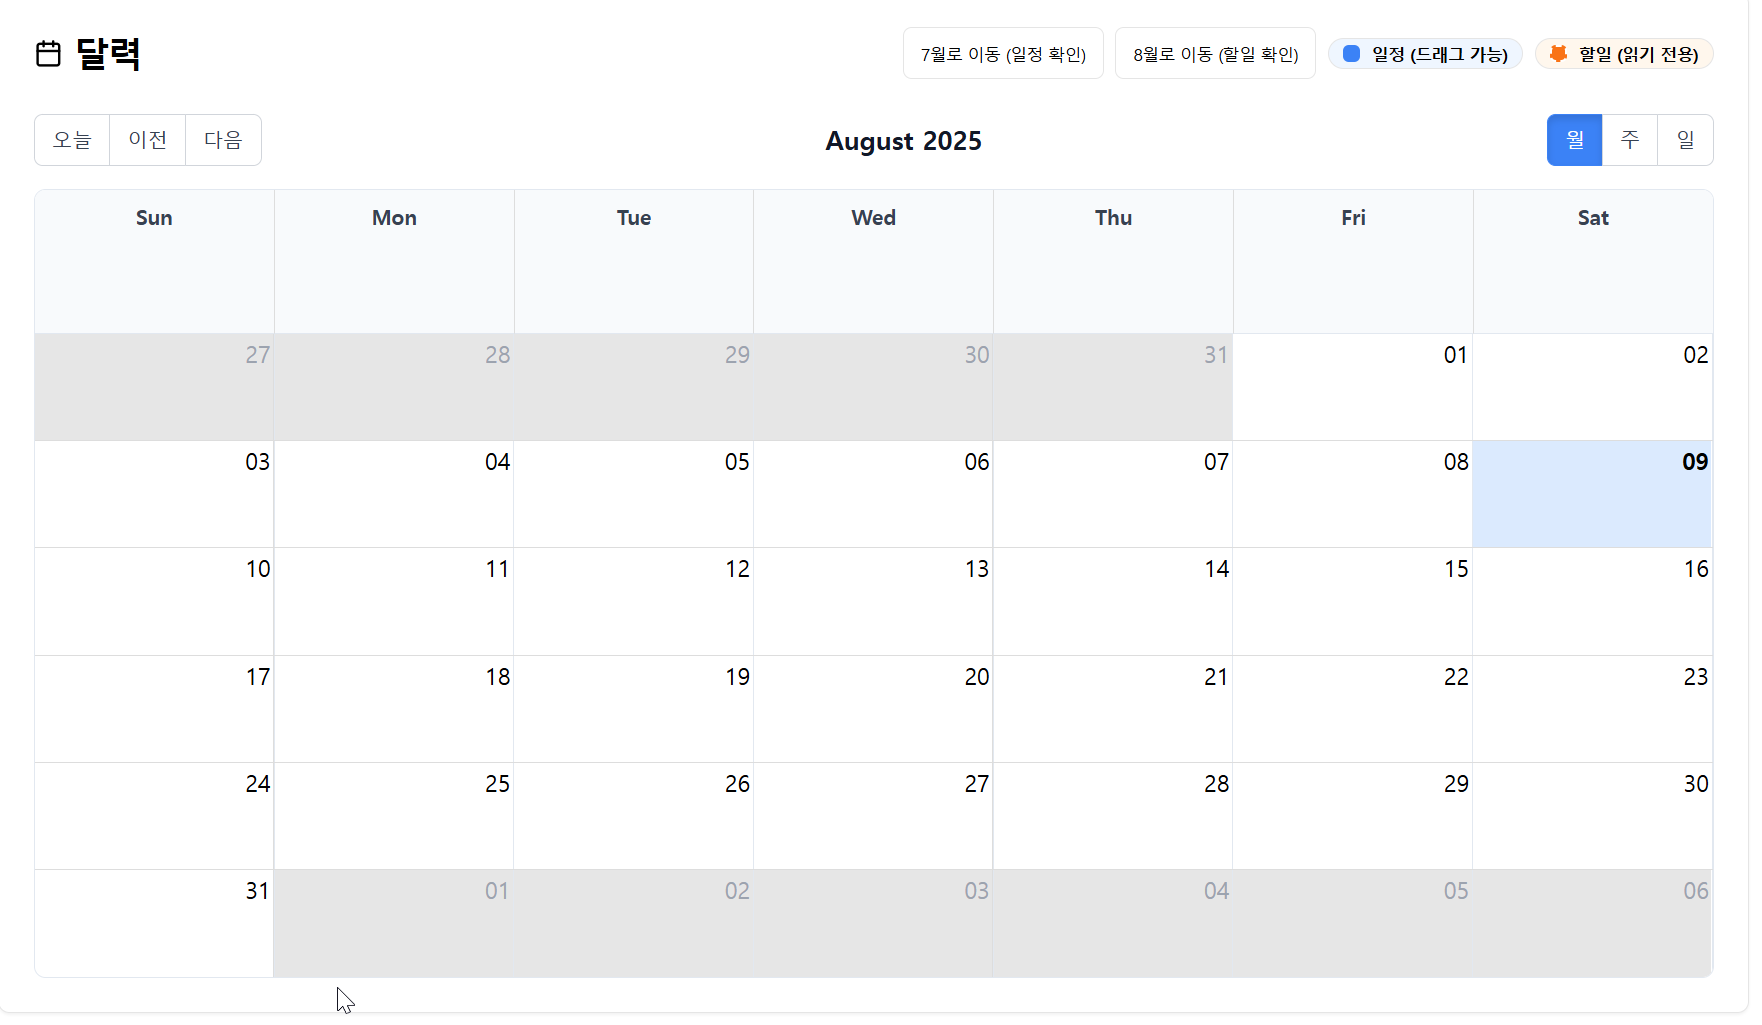 달력
7월로 이동 (일정 확인) 8월로 이동 (할일 확인) 일정 (드래그 가능) 할일 (읽기 전용)
오늘 이전 다음 August 2025 월 주 일
Sun Mon Tue Wed Thu Fri Sat
27 28 29 30 31 01 02
03 04 05 06 07 08 09
10 11 12 13 14 15 16
17 18 19 20 21 22 23
24 25 26 27 28 29 30
31 01 02 03 04 05 06